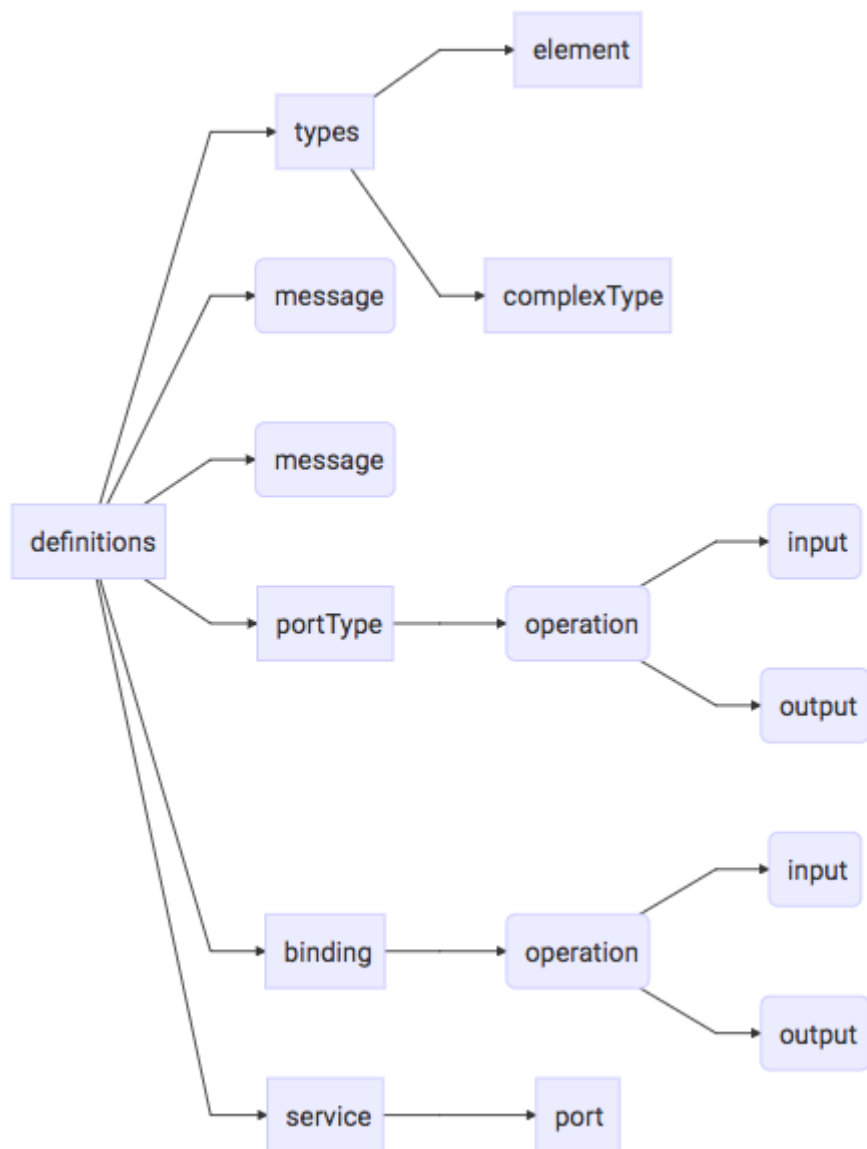 element
types
message
complexType
message
definitions
input
portType
operation
output
input
binding
operation
output
service
port